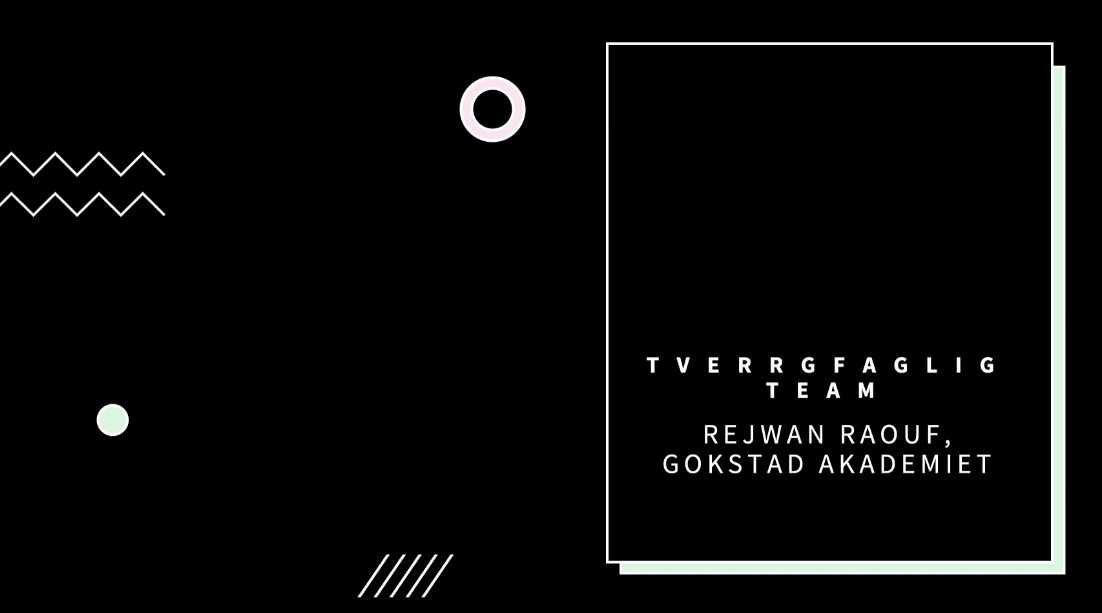 TVERRGFAGLIG
TEAM
REJWAN RAOUF,
GOKSTAD AKADEMIET